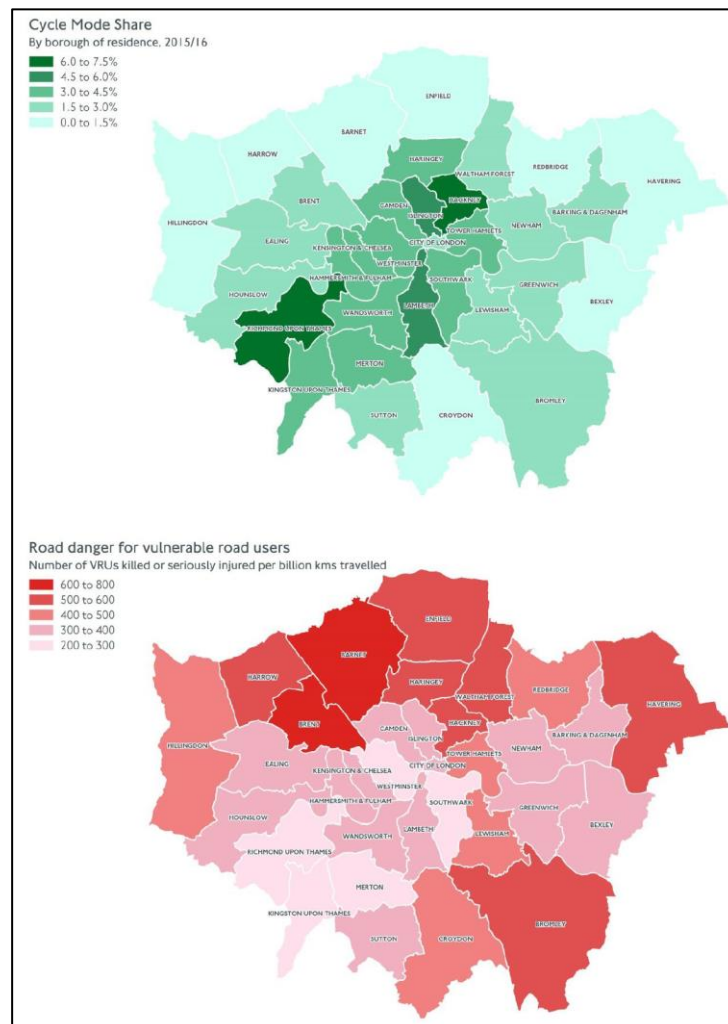 Cycle Mode Share
By borough of residence, 2015/16
6.0 to 7.5%
4.5 to 6.0%
3.0 to 4.5%
1.5 to 3.0%
0.0 to 1.5%
ENFIELD
BARNET
HARROW
HARINGEY
WALTHAM FOREST
REDBRIDGE
HAVERING
BRENT
CAMDEN
HACKNEY
ISLINGTON
BARKING & DAGENHAM
HILLINGDON
EALING
KENSINGTON & CHELSEA
TOWER HAMLETS
NEWHAM
CITY OF LONDON
WESTMINSTER
HAMMERSMITH & FULHAM
SOUTHWARK
GREENWICH
HOUNSLOW
BEXLEY
WANDSWORTH
LAMBETH
LEWISHAM
RICHMOND UPON THAMES
MERTON
KINGSTON UPON THAMES
SUTTON
CROYDON
BROMLEY
Road danger for vulnerable road users
Number of VRUs killed or seriously injured per billion kms travelled
600 to 800
500 to 600
400 to 500
300 to 400
200 to 300
ENFIELD
BARNET
HARROW
HARINGEY
WALTHAM FOREST
REDBRIDGE
HAVERING
BRENT
CAMDEN
HACKNEY
ISLINGTON
BARKING & DAGENHAM
HILLINGDON
EALING
KENSINGTON & CHELSEA
TOWER HAMLETS
NEWHAM
CITY OF LONDON
WESTMINSTER
HAMMERSMITH & FULHAM
SOUTHWARK
GREENWICH
HOUNSLOW
BEXLEY
WANDSWORTH
LAMBETH
LEWISHAM
RICHMOND UPON THAMES
MERTON
KINGSTON UPON THAMES
SUTTON
CROYDON
BROMLEY